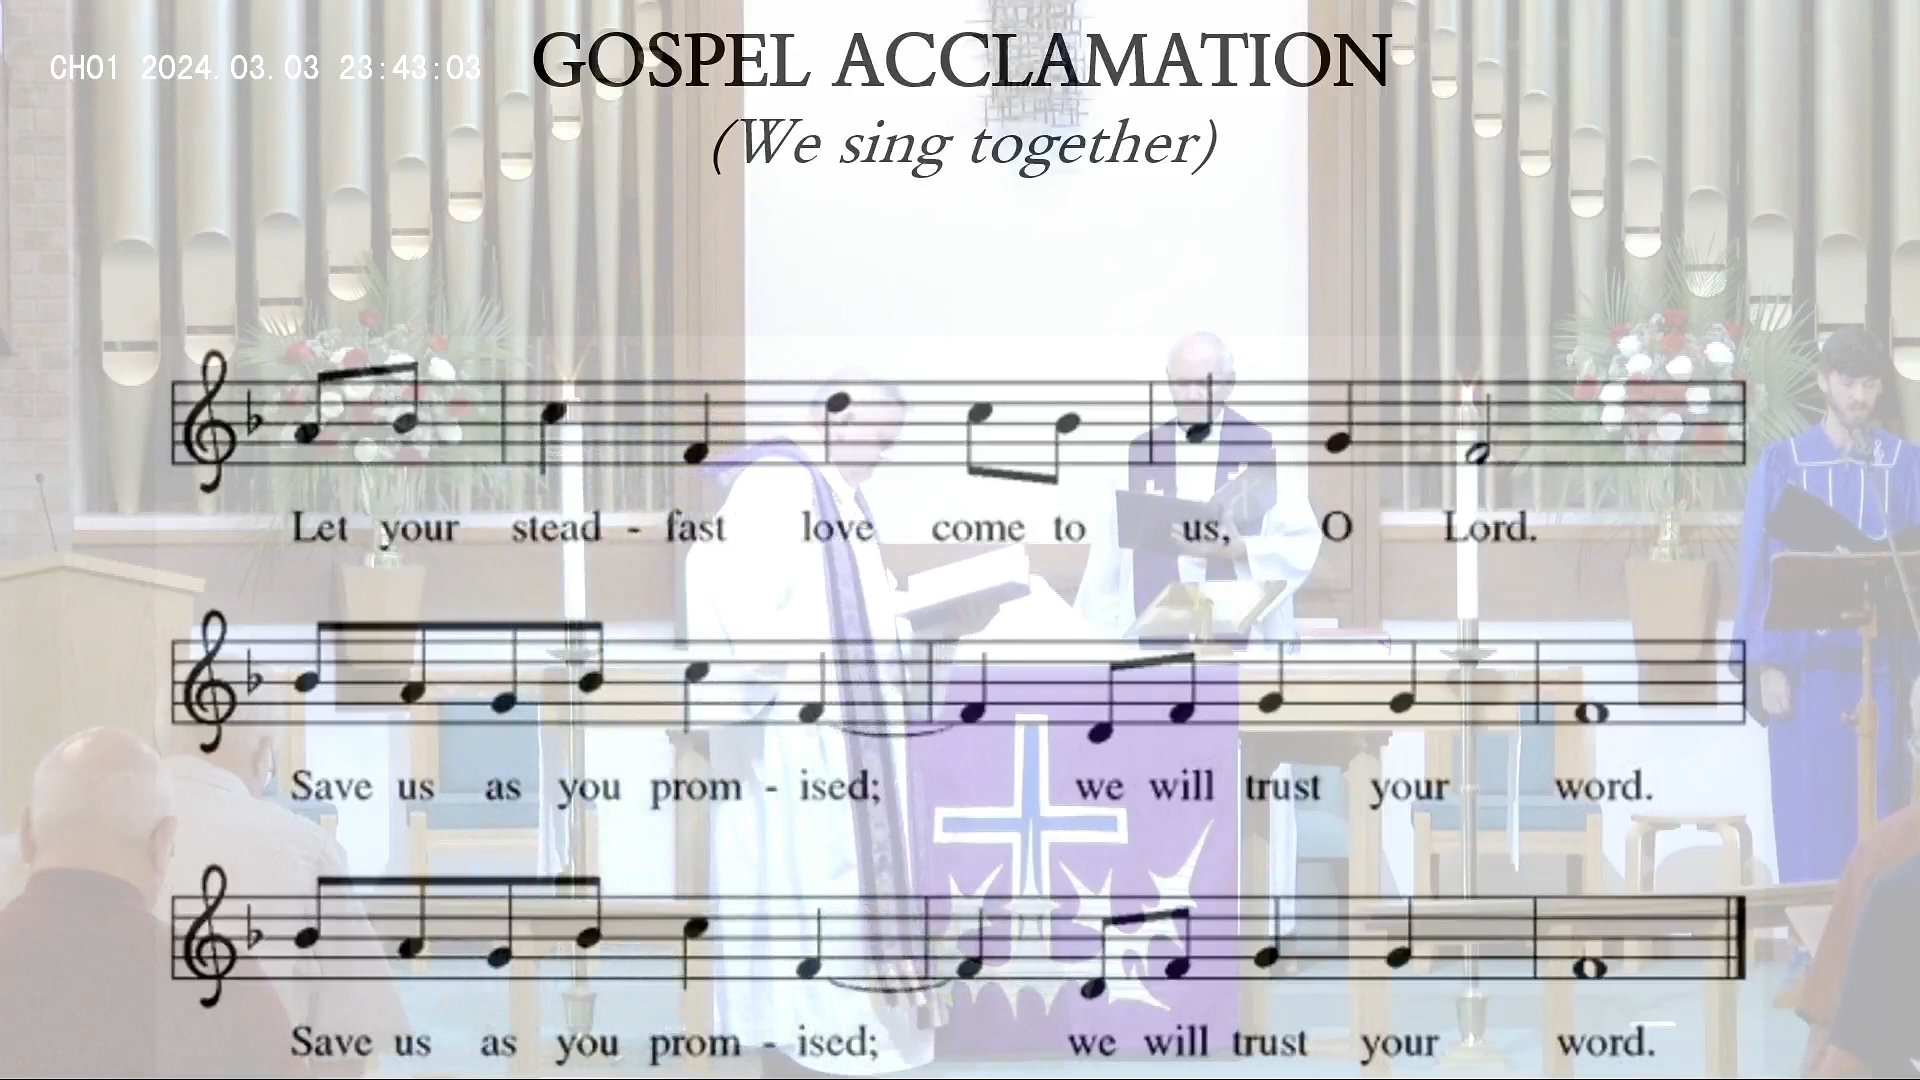 CH01 2024.03.03 23:43:03
GOSPEL ACCLAMATION
(We sing together)
Let your stead - fast love come to us, O Lord.
Save us as you prom - ised; we will trust your word.
Save us as you prom - ised; we will trust your word.